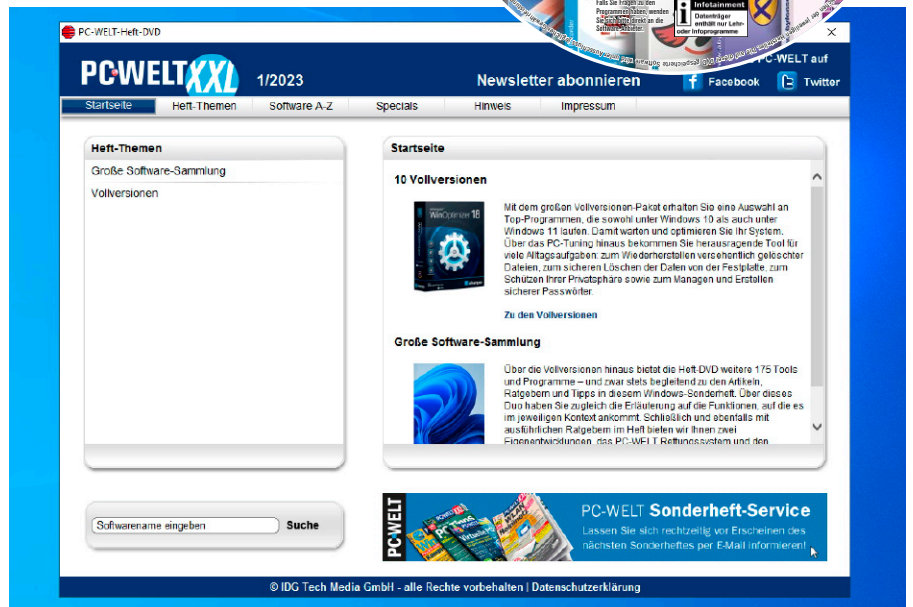 Falls Sie Fragen zu den
Programmen haben, wenden
Sie sich bitte direkt an die
Software-Anbieter.
Infotainment
Datenträger
enthält nur Lehr-
oder Infoprogramme
PC-WELT-Heft-DVD
PC-WELT auf
PCWELT XXL 1/2023 Newsletter abonnieren Facebook Twitter
Startseite Heft-Themen Software A-Z Specials Hinweis Impressum
Heft-Themen
Große Software-Sammlung
Vollversionen
Startseite
10 Vollversionen
WinOptimizer 18
Mit dem großen Vollversionen-Paket erhalten Sie eine Auswahl an
Top-Programmen, die sowohl unter Windows 10 als auch unter
Windows 11 laufen. Damit warten und optimieren Sie Ihr System.
Über das PC-Tuning hinaus bekommen Sie herausragende Tool für
viele Alltagsaufgaben: zum Wiederherstellen versehentlich gelöschter
Dateien, zum sicheren Löschen der Daten von der Festplatte, zum
Schützen Ihrer Privatsphäre sowie zum Managen und Erstellen
sicherer Passwörter.
Zu den Vollversionen
Große Software-Sammlung
Über die Vollversionen hinaus bietet die Heft-DVD weitere 175 Tools
und Programme – und zwar stets begleitend zu den Artikeln,
Ratgebern und Tipps in diesem Windows-Sonderheft. Über dieses
Duo haben Sie zugleich die Erläuterung auf die Funktionen, auf die es
im jeweiligen Kontext ankommt. Schließlich und ebenfalls mit
ausführlichen Ratgebern im Heft bieten wir Ihnen zwei
Eigenentwicklungen, das PC-WELT Rettungssystem und den
Softwarename eingeben Suche
PCWELT
PC-WELT Sonderheft-Service
Lassen Sie sich rechtzeitig vor Erscheinen des
nächsten Sonderheftes per E-Mail informieren!
© IDG Tech Media GmbH - alle Rechte vorbehalten | Datenschutzerklärung